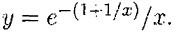 y = e^{-(1+1/x)}/x.